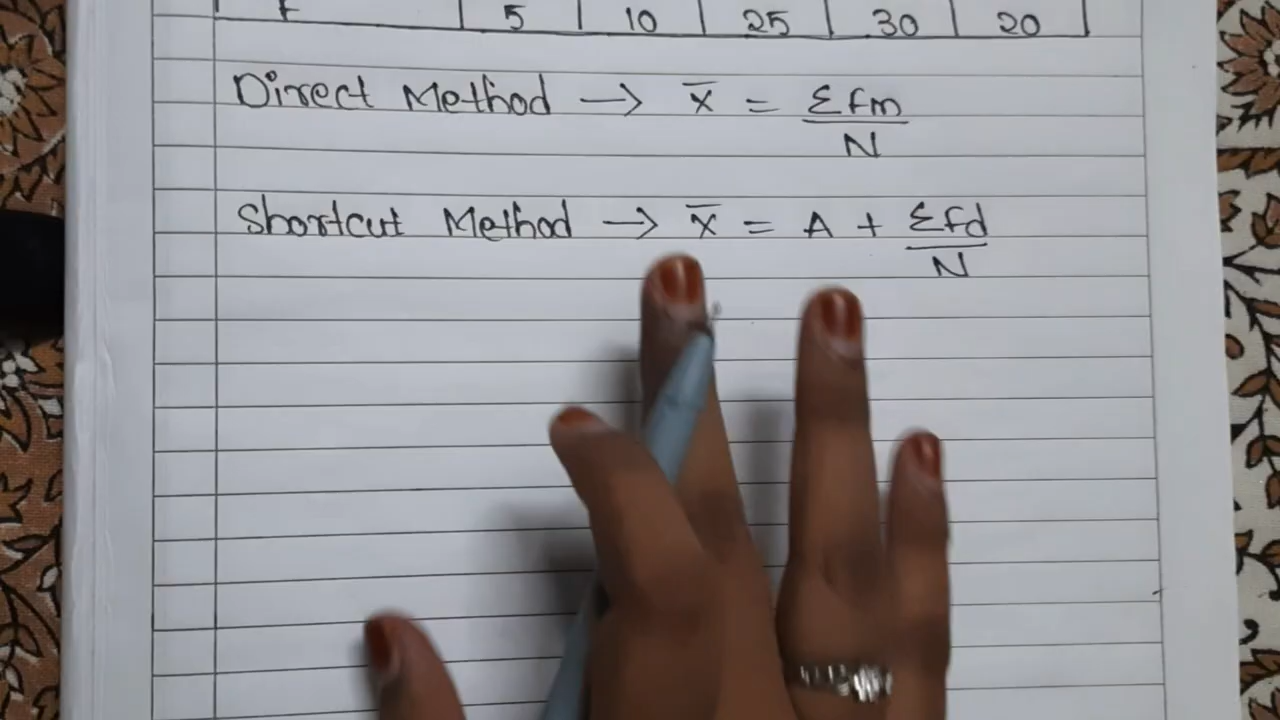 f 5 10 25 30 20
Direct Method → x̄ = Σfm / N
Shortcut Method → x̄ = A + Σfd / N